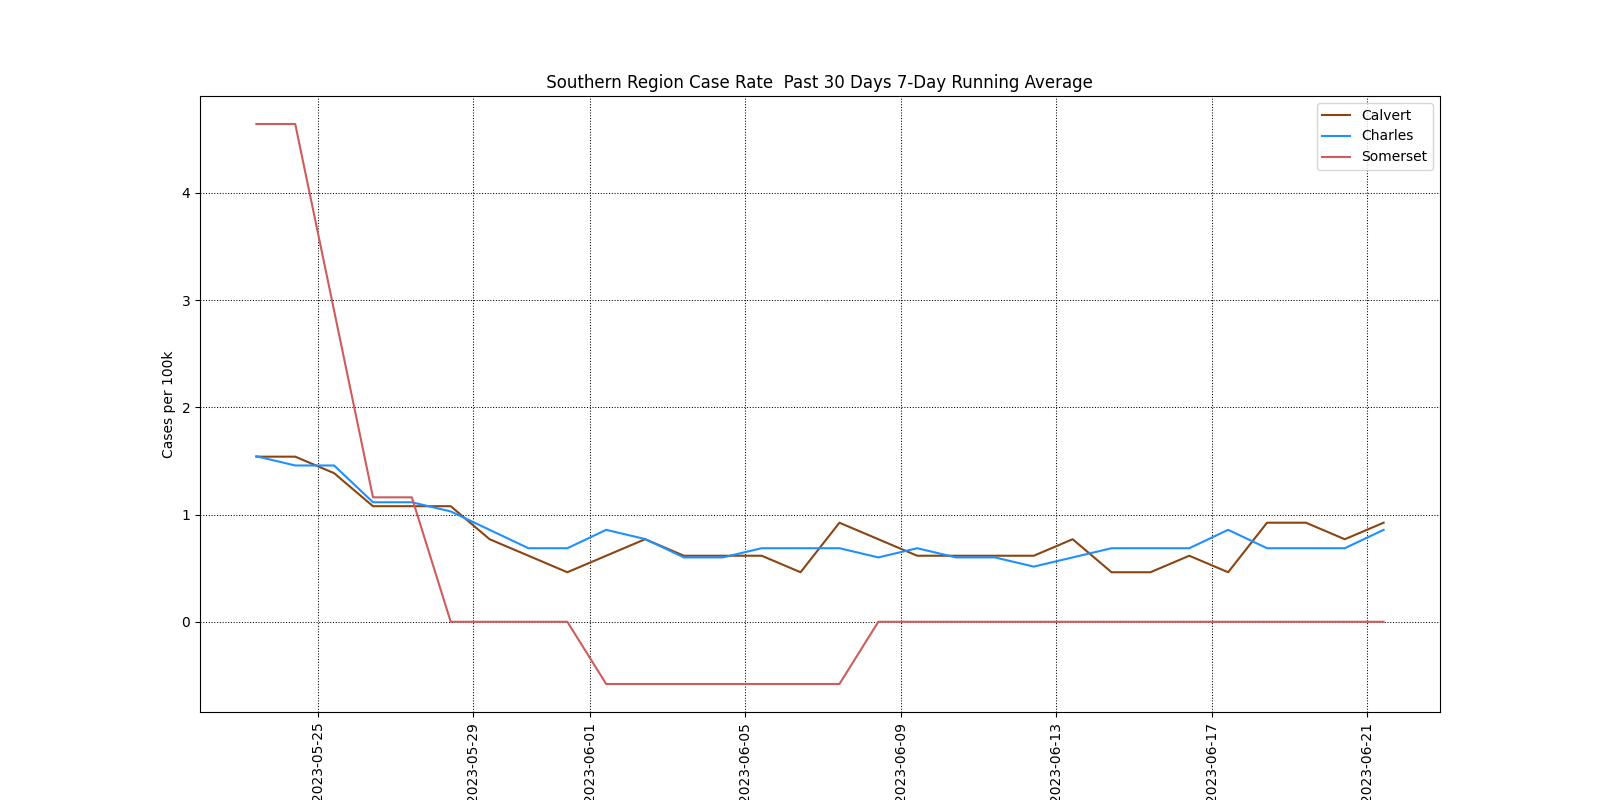 Southern Region Case Rate  Past 30 Days 7-Day Running Average
Calvert
Charles
Somerset
Cases per 100k
4
3
2
1
0
2023-05-25
2023-05-29
2023-06-01
2023-06-05
2023-06-09
2023-06-13
2023-06-17
2023-06-21